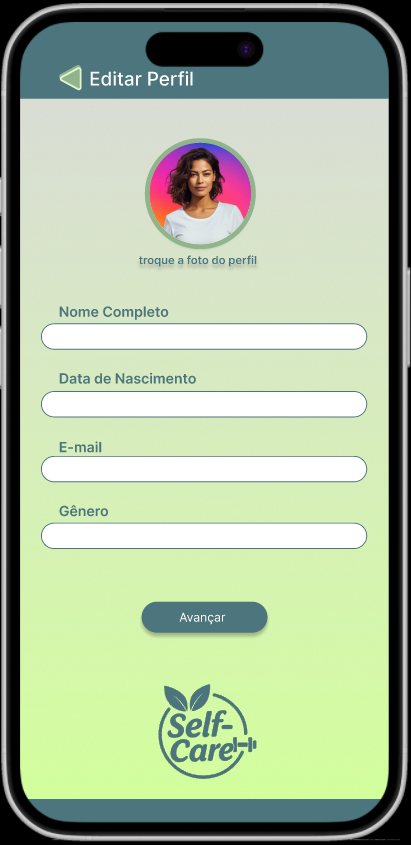 Editar Perfil
troque a foto do perfil
Nome Completo
Data de Nascimento
E-mail
Gênero
Avançar
Self-
Care